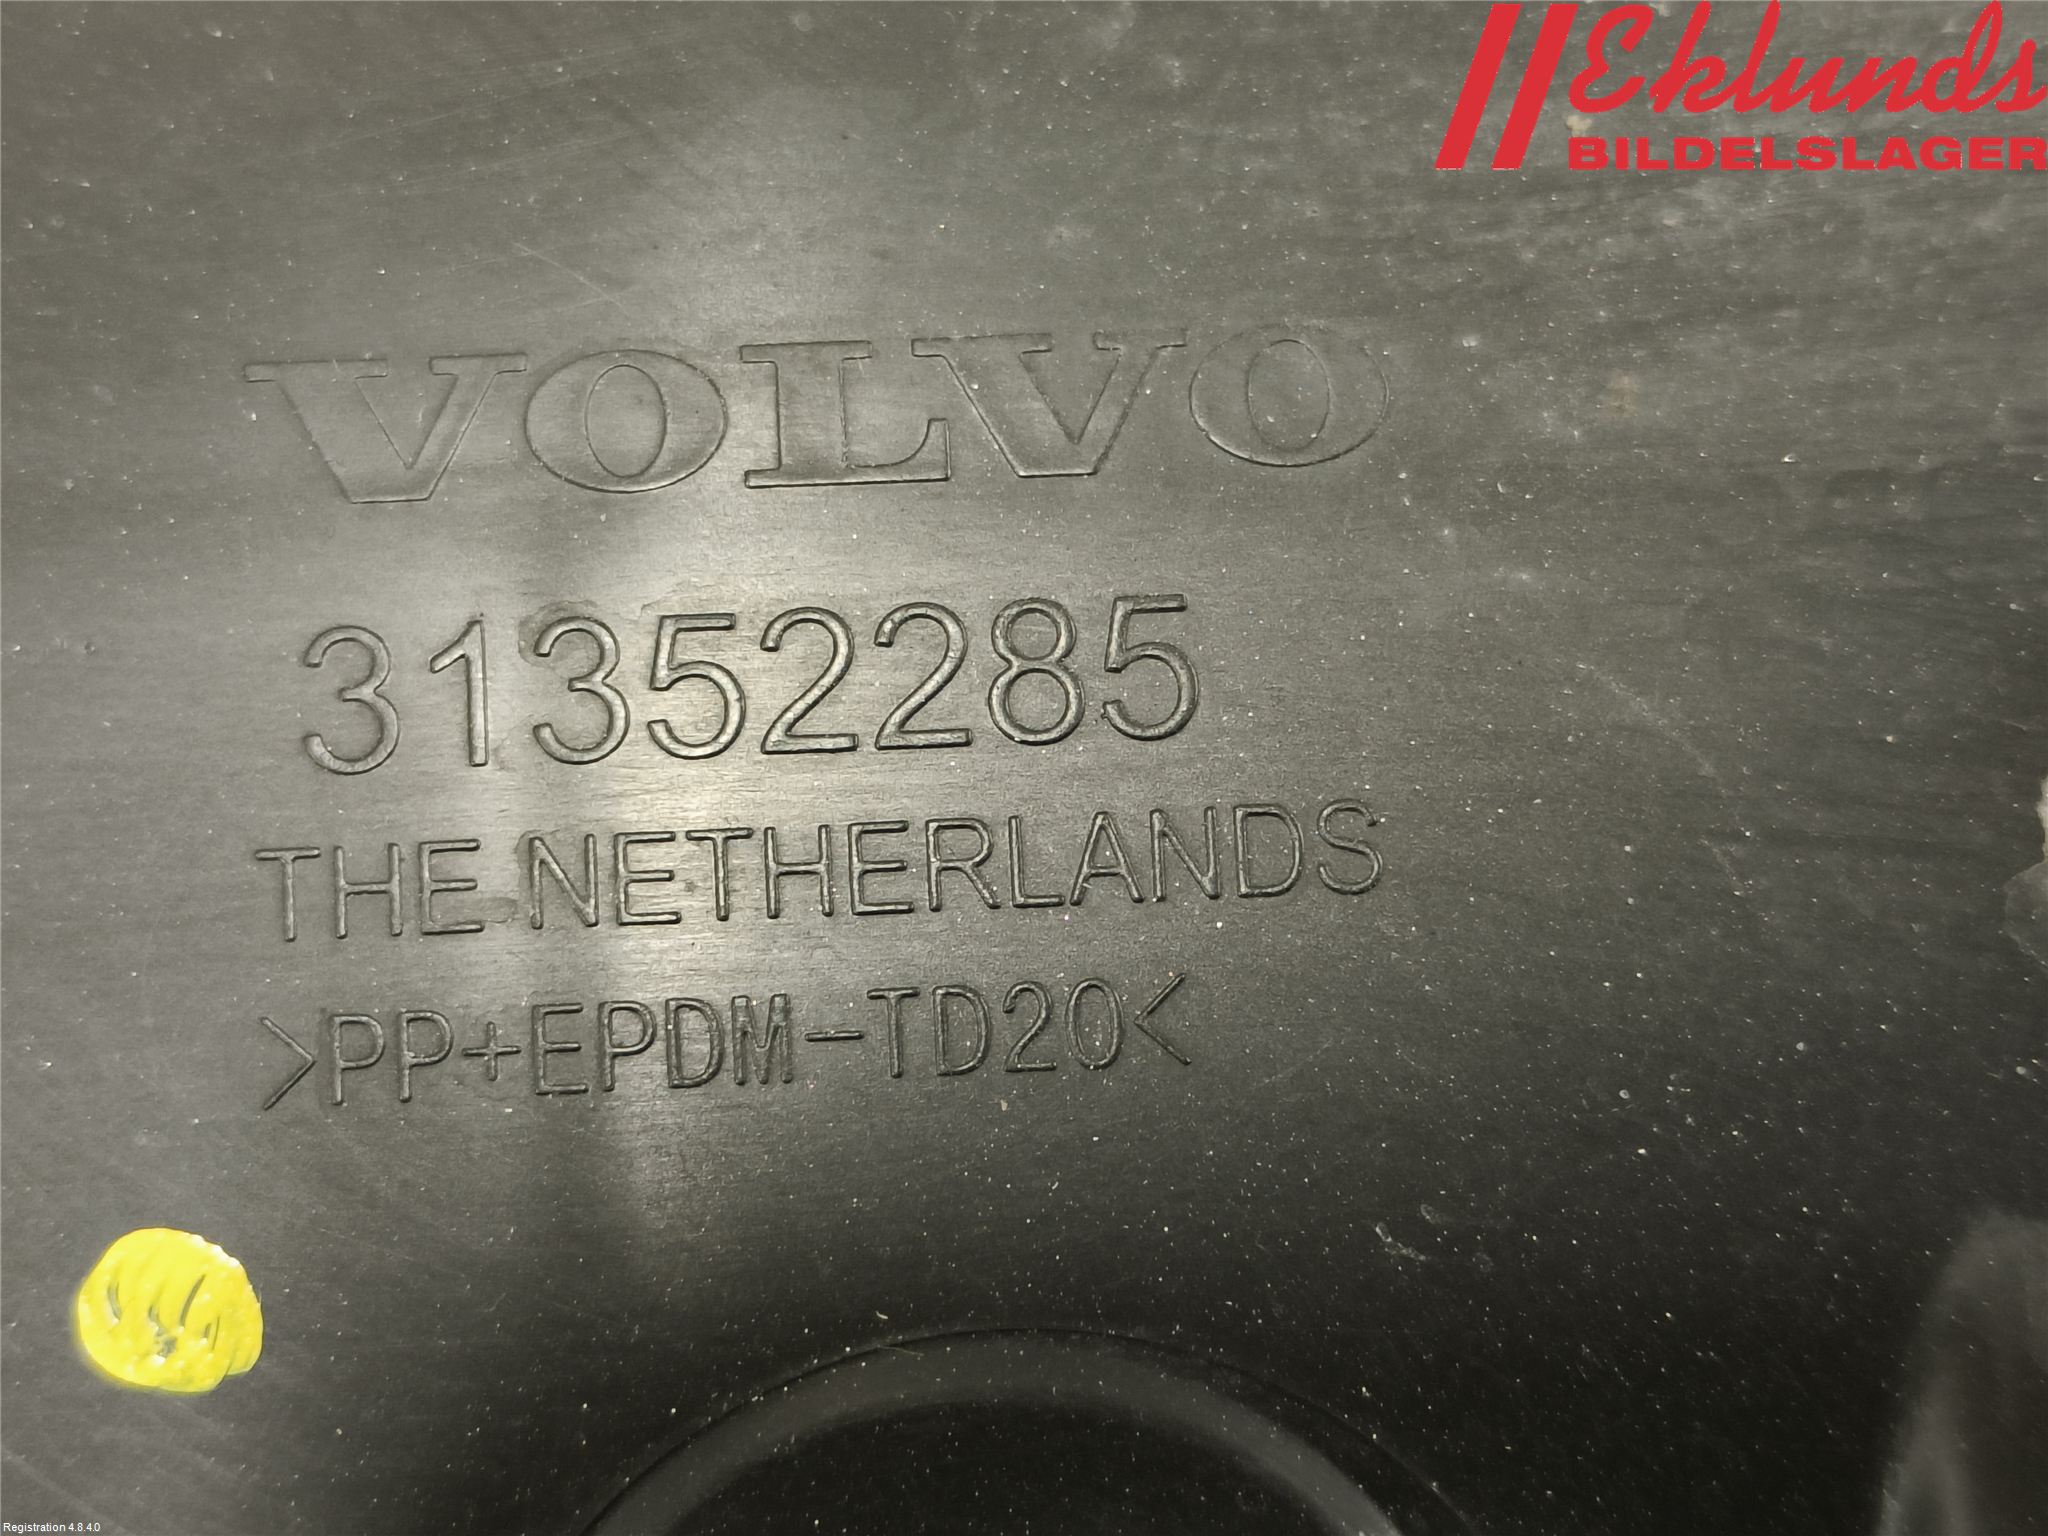 Eklunds
BILDELSLAGER
VOLVO
31352285
THE NETHERLANDS
>PP+EPDM-TD20<
Registration 4.8.4.0